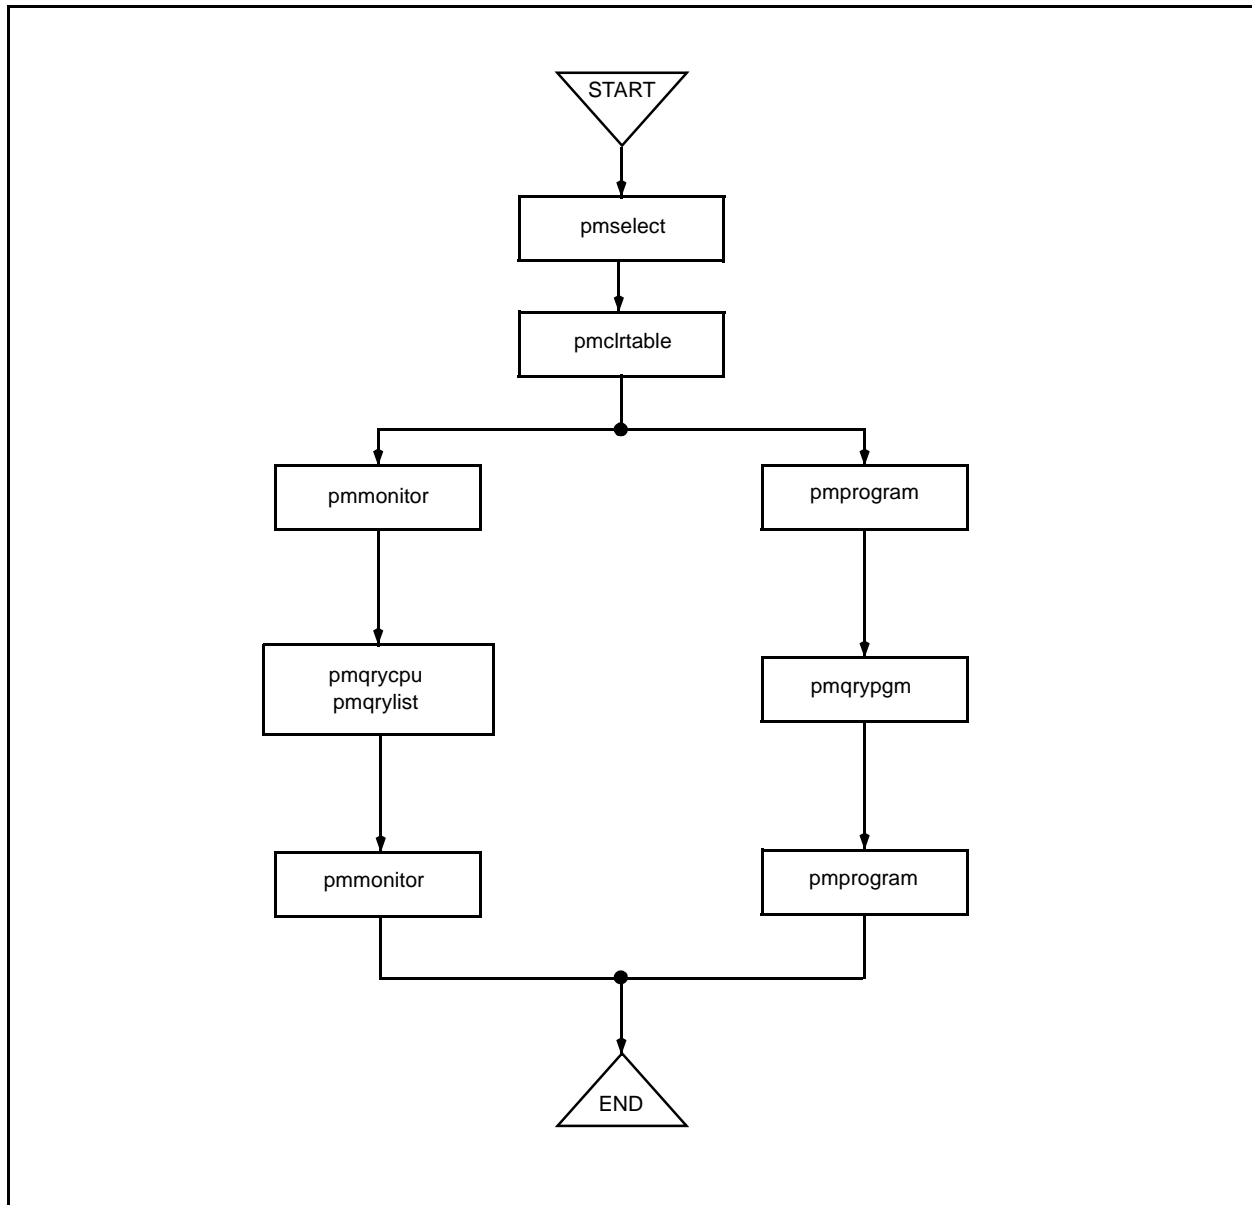 START
pmselect
pmclrtable
pmmonitor
pmprogram
pmqrycpu
pmqrylist
pmqrypgm
pmmonitor
pmprogram
END